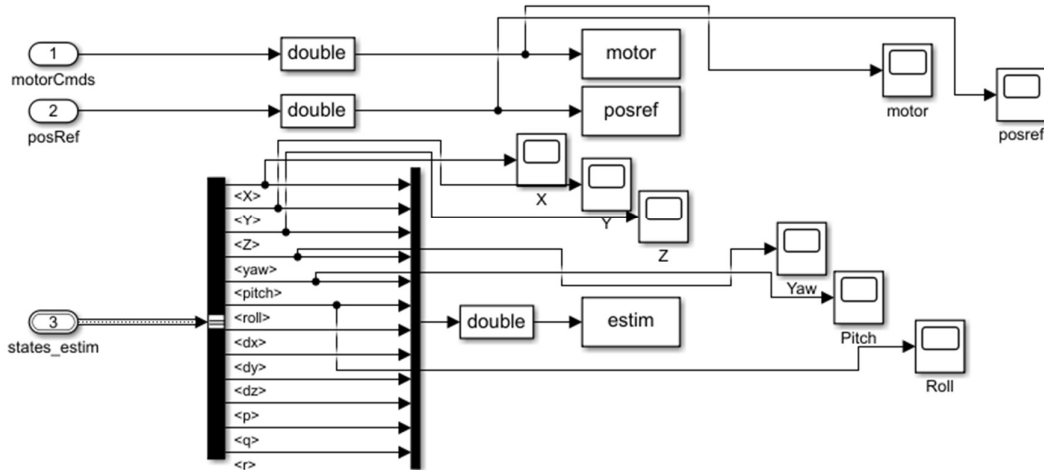 1
double
motor
motorCmds
motor
2
double
posref
posRef
posref
X
Y
Z
<X>
<Y>
<Z>
<yaw>
<pitch>
<roll>
<dx>
<dy>
<dz>
<p>
<q>
<r>
Yaw
Pitch
Roll
3
states_estim
double
estim